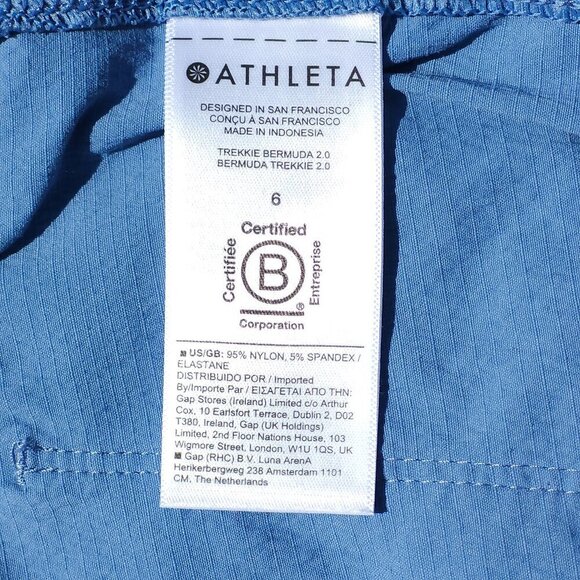 ATHLETA
DESIGNED IN SAN FRANCISCO
CONÇU À SAN FRANCISCO
MADE IN INDONESIA
TREKKIE BERMUDA 2.0
BERMUDA TREKKIE 2.0
6
Certified
Certifiée
B
Entreprise
®
Corporation
US/GB: 95% NYLON, 5% SPANDEX /
ELASTANE
DISTRIBUIDO POR / Imported
By/Importe Par / ΕΙΣΑΓΕΤΑΙ ΑΠΟ ΤΗΝ:
Gap Stores (Ireland) Limited c/o Arthur
Cox, 10 Earlsfort Terrace, Dublin 2, D02
T380, Ireland, Gap (UK Holdings)
Limited, 2nd Floor Nations House, 103
Wigmore Street, London, W1U 1QS, UK
Gap (RHC) B.V. Luna ArenA
Herikerbergweg 238 Amsterdam 1101
CM. The Netherlands